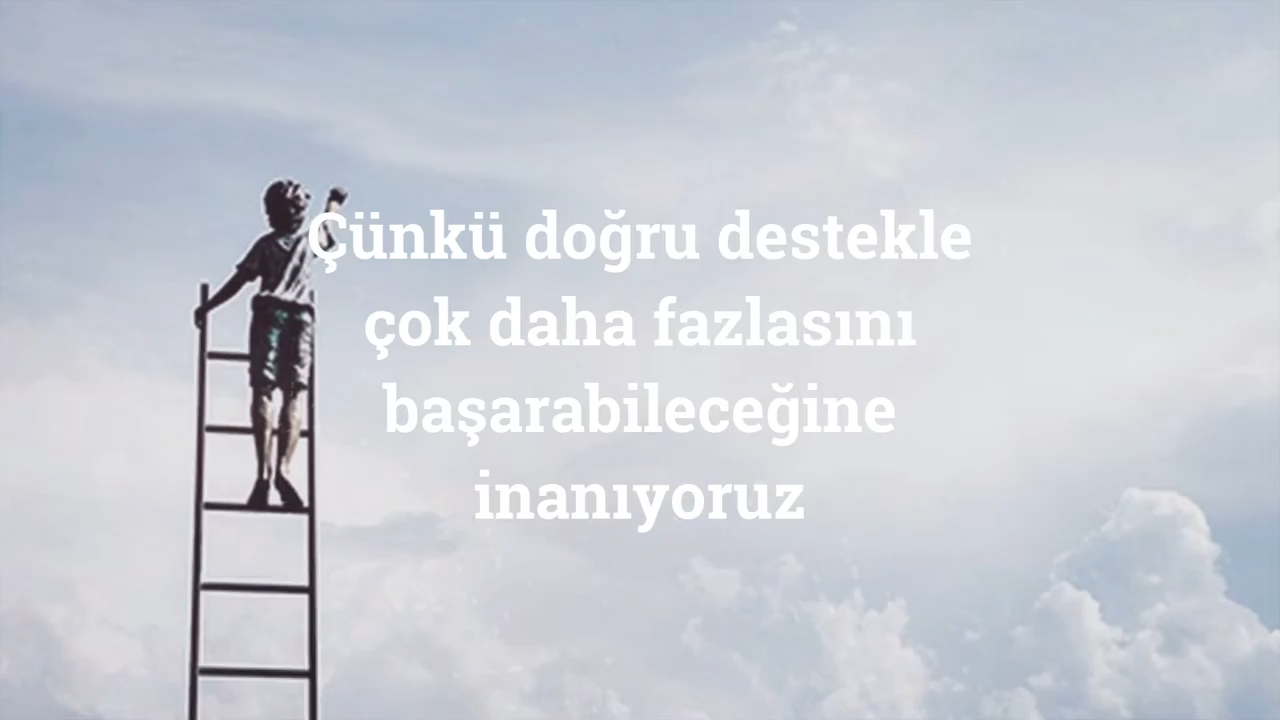 Çünkü doğru destekle
çok daha fazlasını
başarabileceğine
inanıyoruz